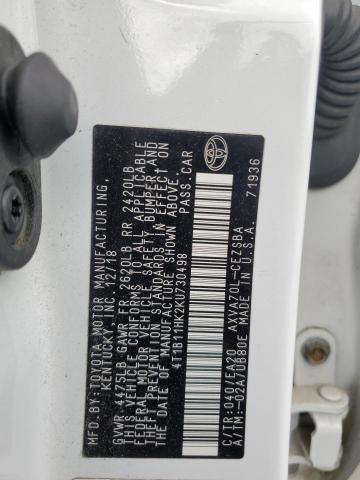 MFD.BY:TOYOTA MOTOR MANUFACTURING,
KENTUCKY, INC. 12/18
GVWR 4475LB GAWR FR 2620LB RR 2420LB
THIS VEHICLE CONFORMS TO ALL APPLICABLE
FEDERAL MOTOR VEHICLE SAFETY, BUMPER AND
THEFT PREVENTION STANDARDS IN EFFECT ON
THE DATE OF MANUFACTURE SHOWN ABOVE.
4T1B11HK2KU730498 PASS.CAR
C/TR:040/EA20 AXVA70L-CEZSBA
A/TM:-02A/UB80E MADE IN U.S.A.
71936